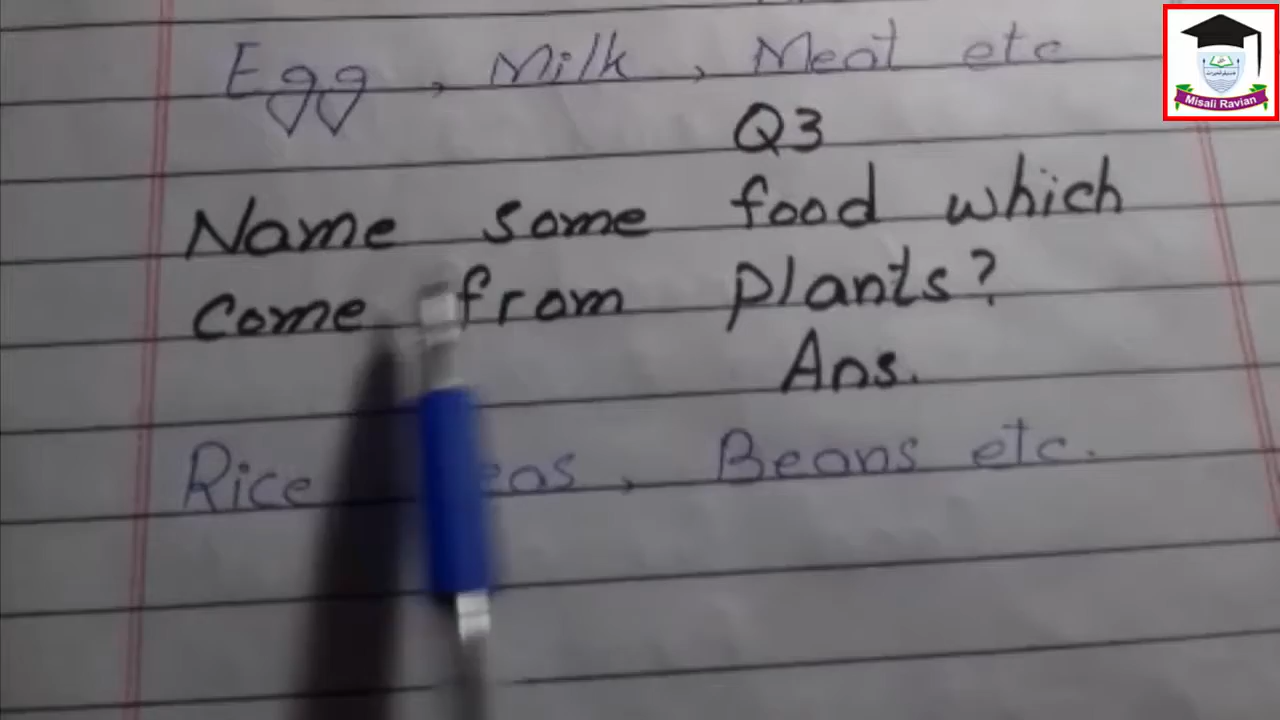 Egg, Milk, Meat etc
Q3
Name some food which
come from plants?
Ans.
Rice , Beans etc.
Misali Ravian